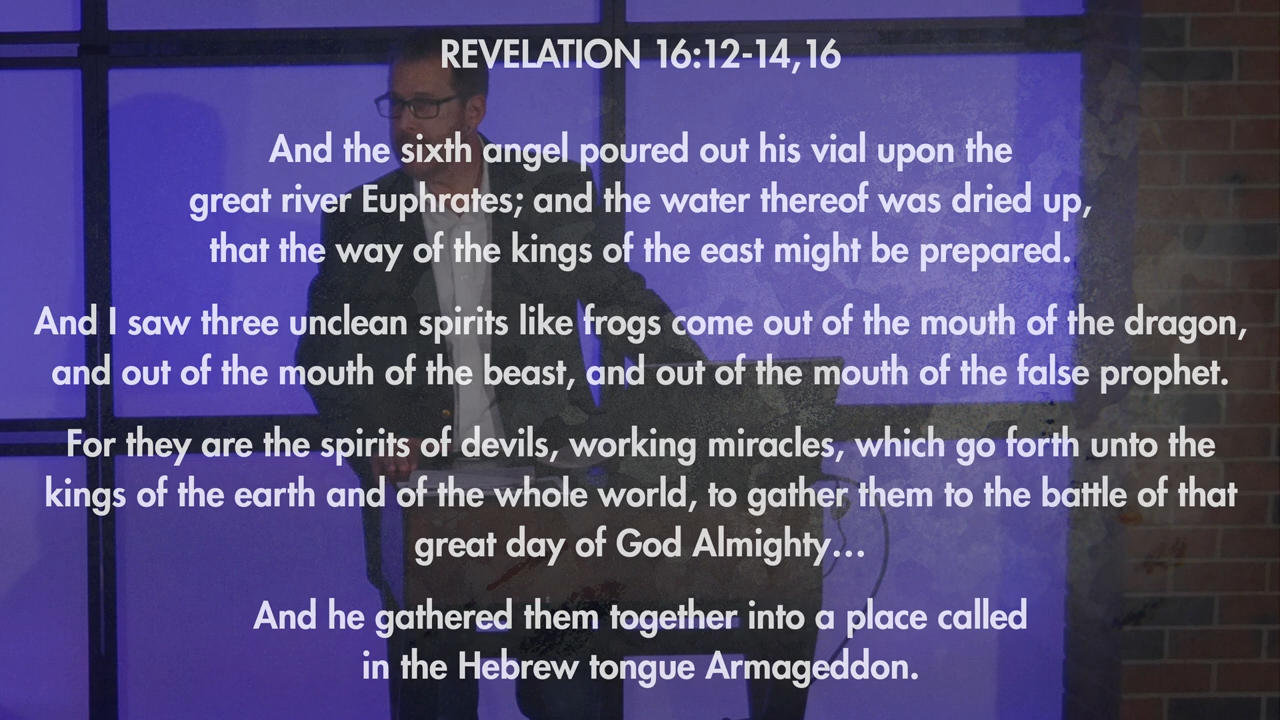 REVELATION 16:12-14,16
And the sixth angel poured out his vial upon the
great river Euphrates; and the water thereof was dried up,
that the way of the kings of the east might be prepared.
And I saw three unclean spirits like frogs come out of the mouth of the dragon,
and out of the mouth of the beast, and out of the mouth of the false prophet.
For they are the spirits of devils, working miracles, which go forth unto the
kings of the earth and of the whole world, to gather them to the battle of that
great day of God Almighty…
And he gathered them together into a place called
in the Hebrew tongue Armageddon.